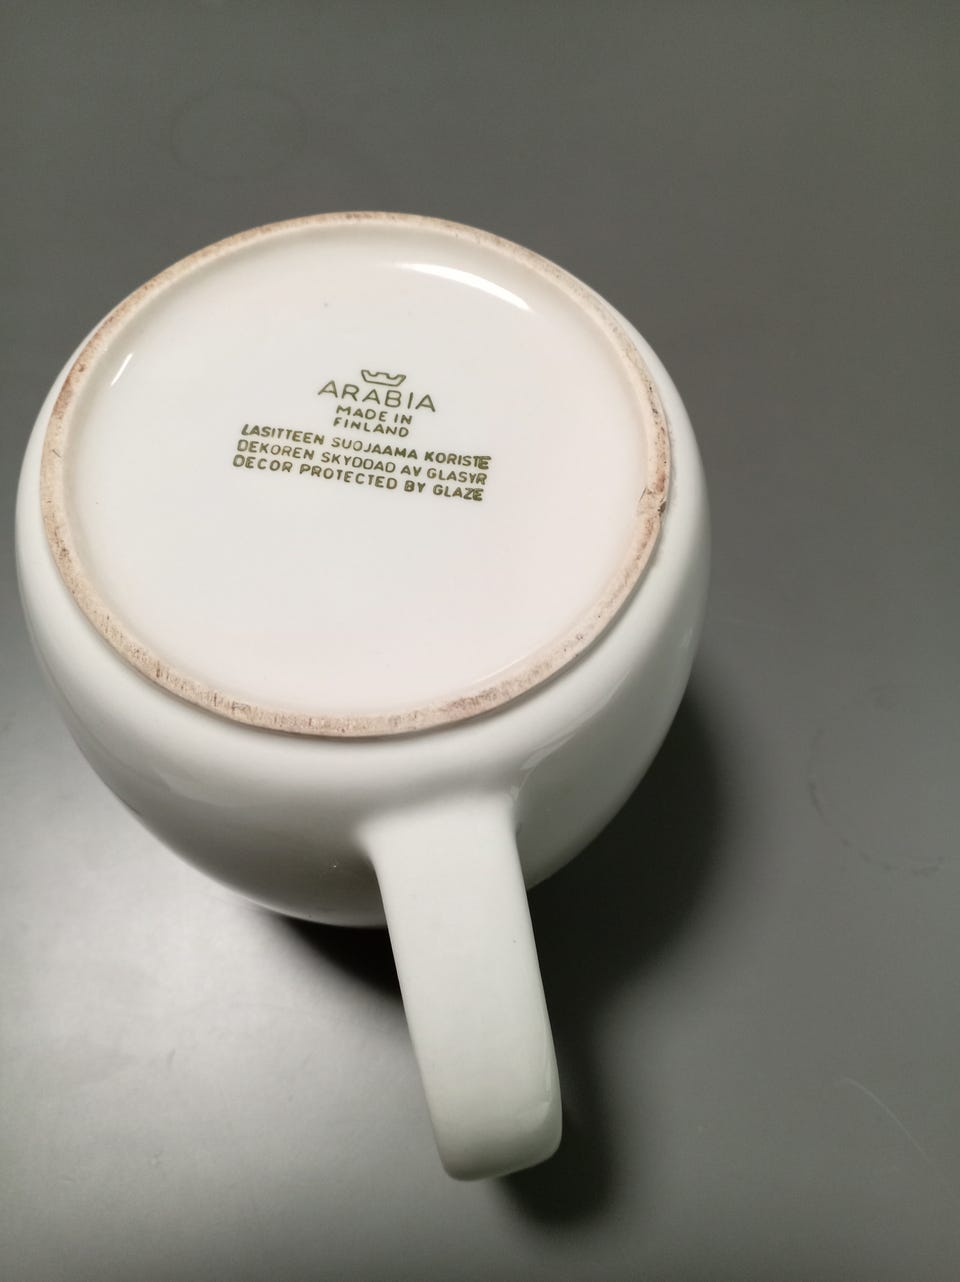 ARABIA
MADE IN
FINLAND
LASITTEEN SUOJAAMA KORISTE
DEKOREN SKYDDAD AV GLASYR
DECOR PROTECTED BY GLAZE